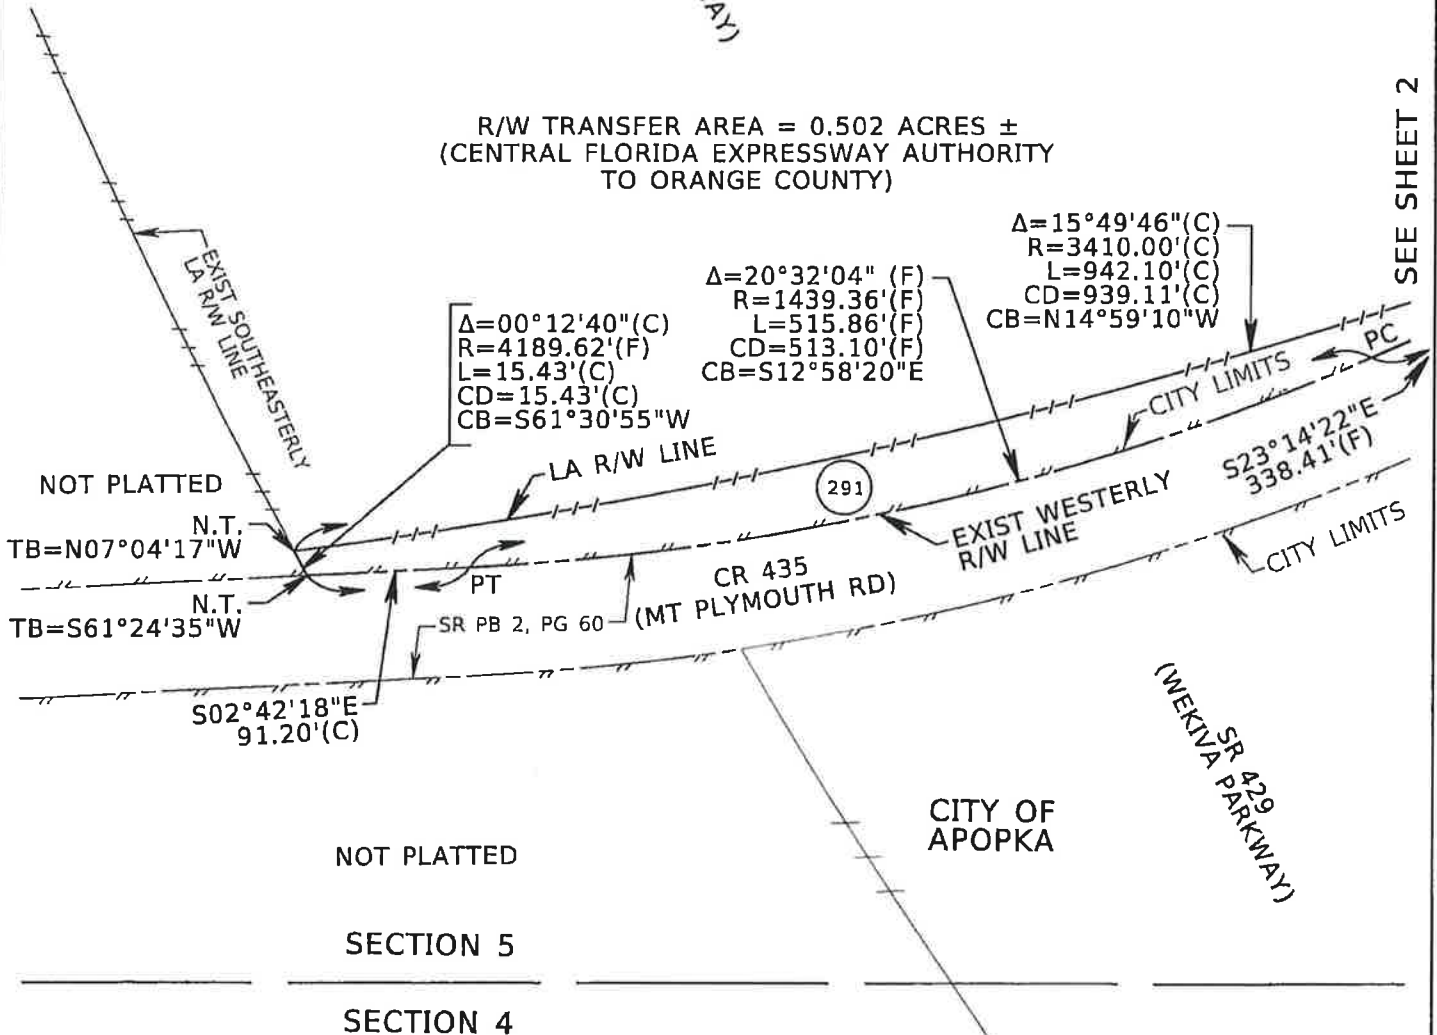 AY)
R/W TRANSFER AREA = 0.502 ACRES ±
(CENTRAL FLORIDA EXPRESSWAY AUTHORITY
TO ORANGE COUNTY)
SEE SHEET 2
Δ=15°49'46"(C)
R=3410.00'(C)
L=942.10'(C)
CD=939.11'(C)
CB=N14°59'10"W
Δ=20°32'04" (F)
R=1439.36'(F)
L=515.86'(F)
CD=513.10'(F)
CB=S12°58'20"E
Δ=00°12'40"(C)
R=4189.62'(F)
L=15.43'(C)
CD=15.43'(C)
CB=S61°30'55"W
EXIST SOUTHEASTERLY
LA R/W LINE
PC
CITY LIMITS
S23°14'22"E
338.41'(F)
LA R/W LINE
291
NOT PLATTED
N.T.
TB=N07°04'17"W
EXIST WESTERLY
R/W LINE
CITY LIMITS
PT
CR 435
(MT PLYMOUTH RD)
N.T.
TB=S61°24'35"W
SR PB 2, PG 60
S02°42'18"E
91.20'(C)
SR 429
(WEKIVA PARKWAY)
CITY OF
APOPKA
NOT PLATTED
SECTION 5
SECTION 4